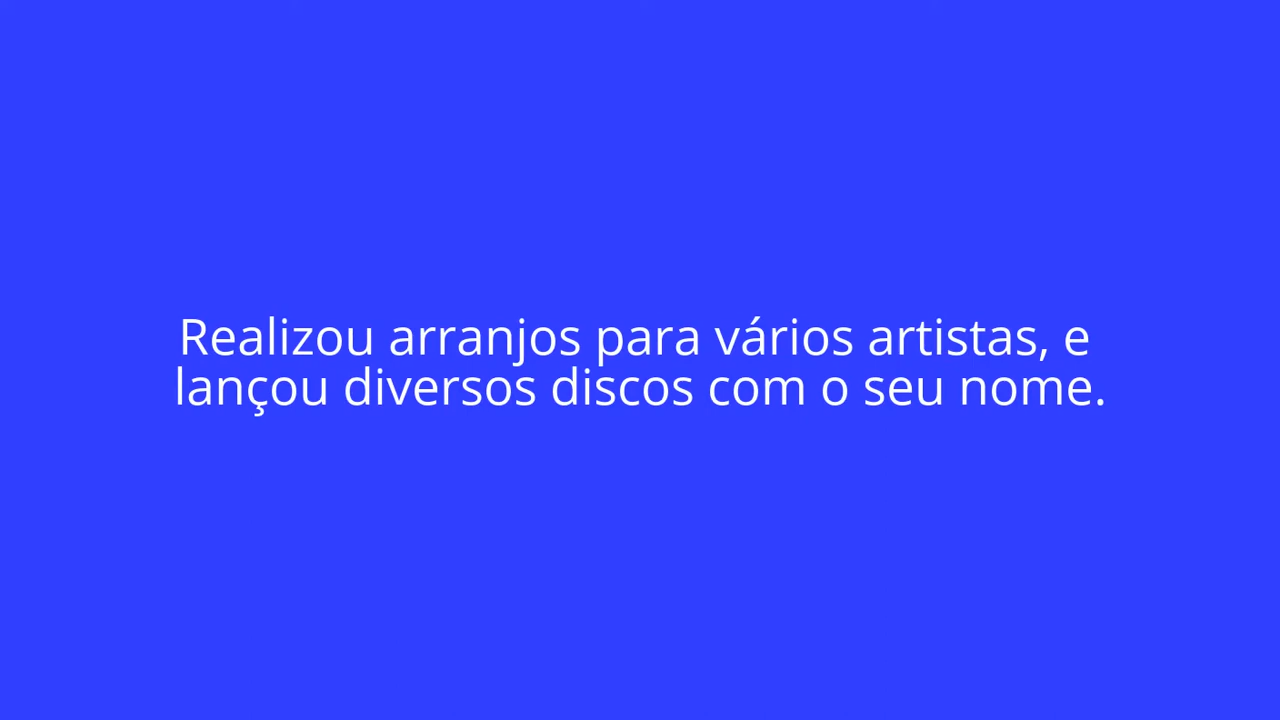 Realizou arranjos para vários artistas, e
lançou diversos discos com o seu nome.